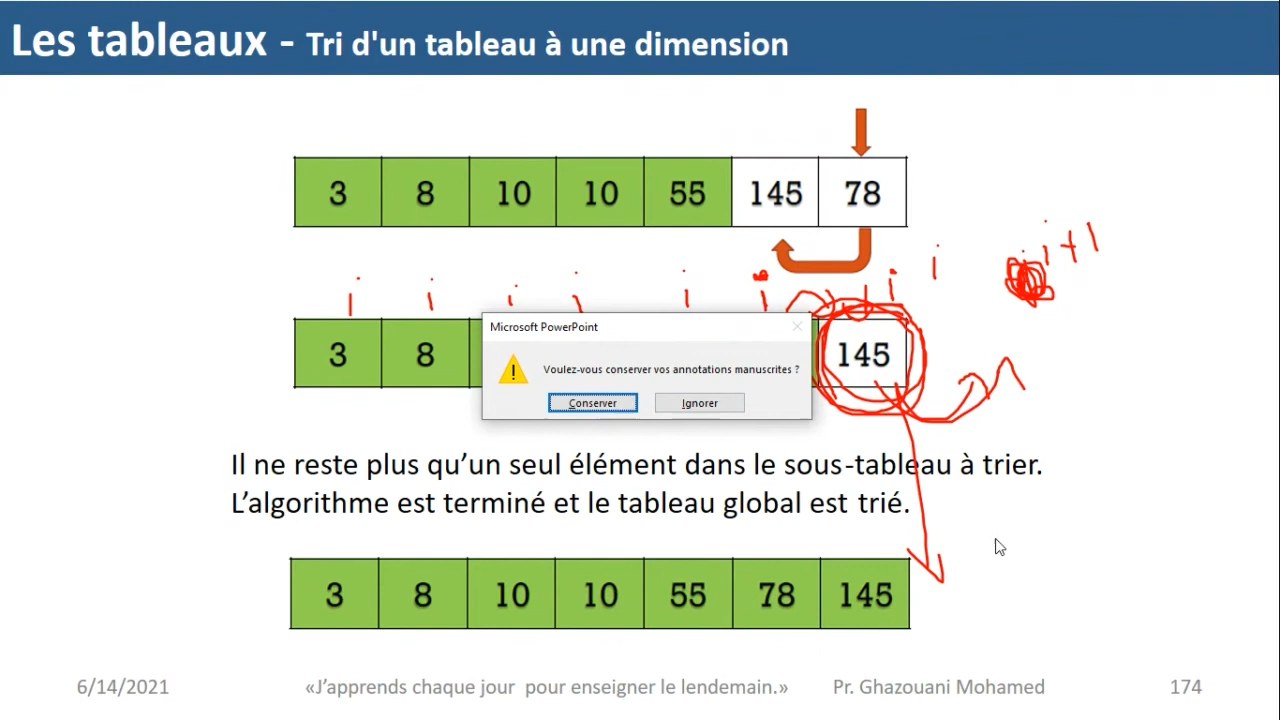 Les tableaux - Tri d'un tableau à une dimension
3 8 10 10 55 145 78
i i i i i i i i i+1
3 8 145
Microsoft PowerPoint
Voulez-vous conserver vos annotations manuscrites ?
Conserver Ignorer
Il ne reste plus qu'un seul élément dans le sous-tableau à trier.
L'algorithme est terminé et le tableau global est trié.
3 8 10 10 55 78 145
6/14/2021 «J'apprends chaque jour pour enseigner le lendemain.» Pr. Ghazouani Mohamed 174